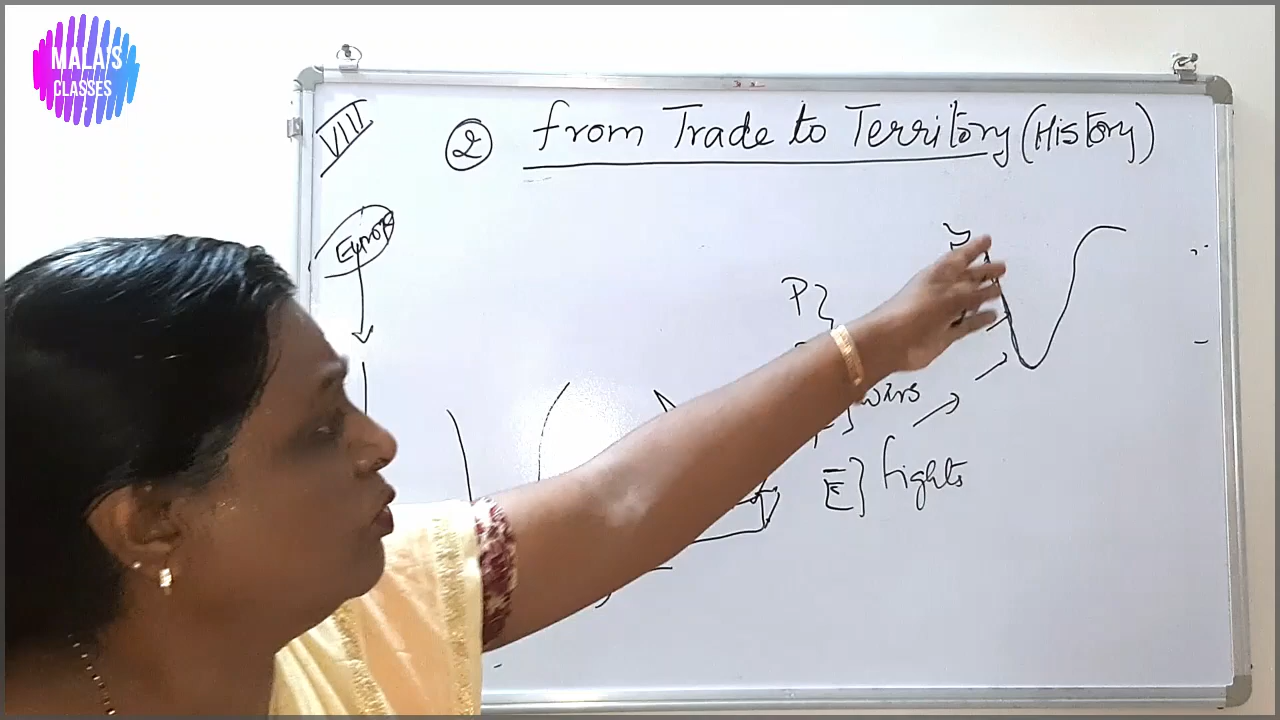 MALA'S
CLASSES
VIII
② from Trade to Territory (History)
Europe
P}
wars
E} fights